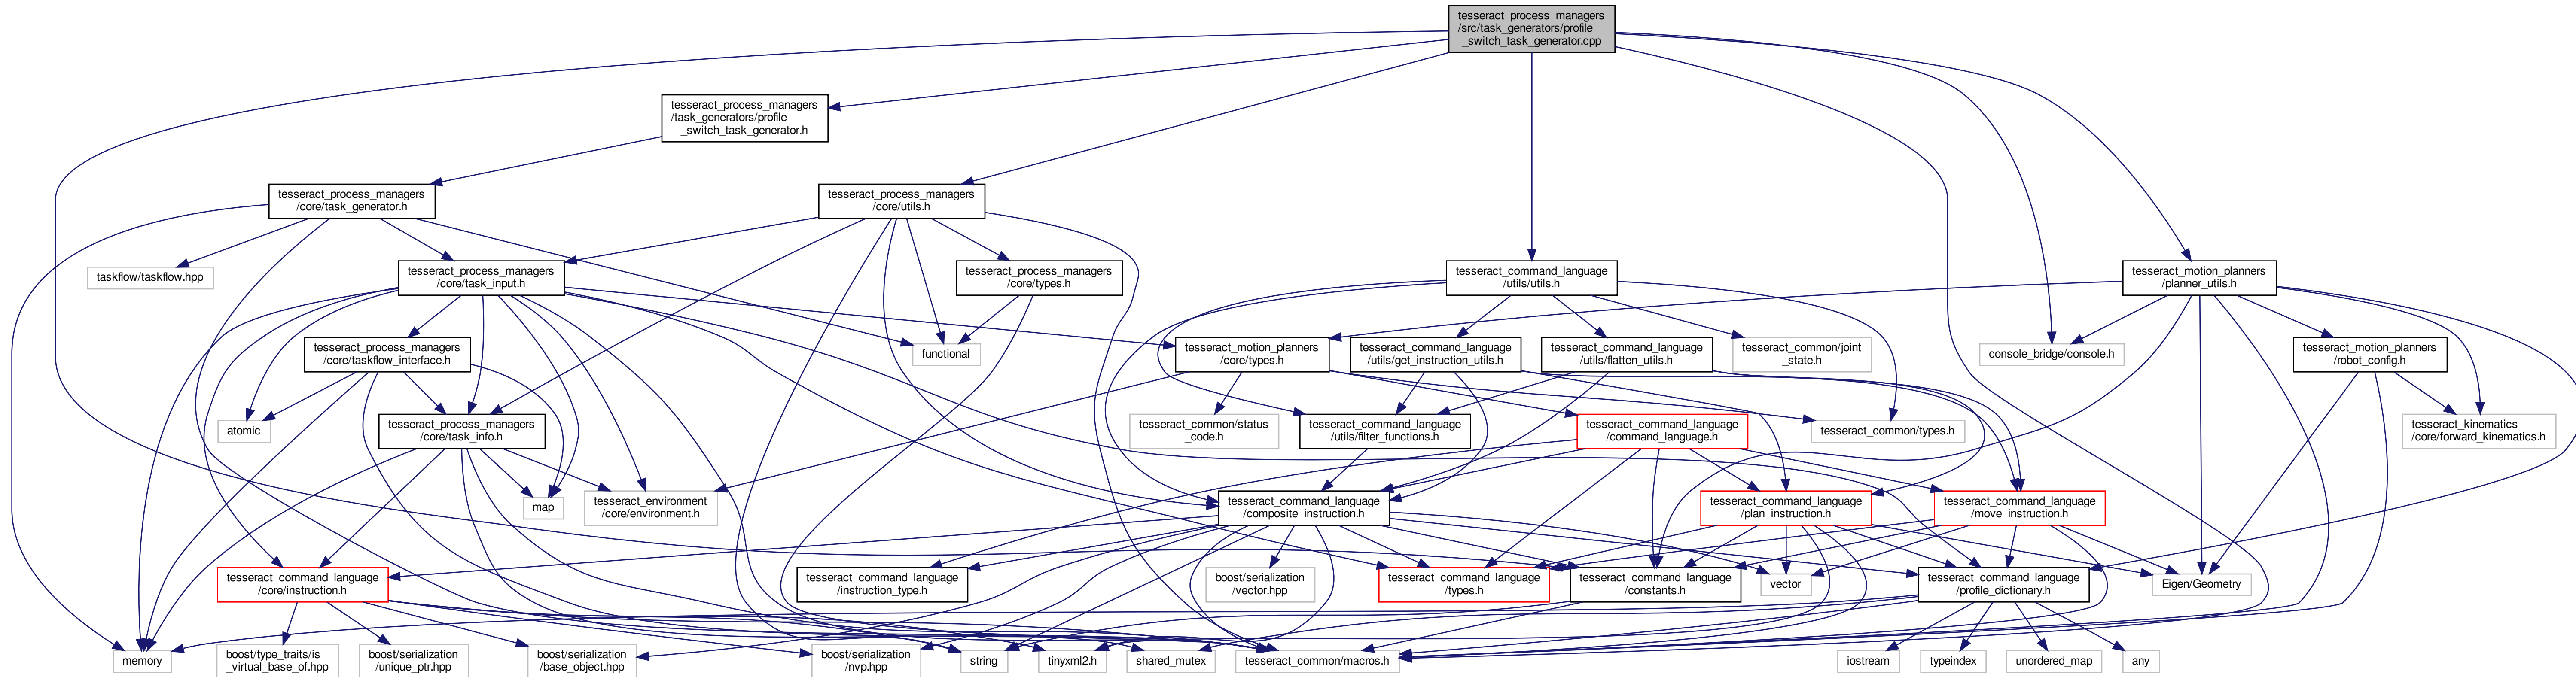 tesseract_process_managers
/src/task_generators/profile
_switch_task_generator.cpp
tesseract_process_managers
/task_generators/profile
_switch_task_generator.h
tesseract_process_managers
/core/task_generator.h
tesseract_process_managers
/core/utils.h
taskflow/taskflow.hpp
tesseract_process_managers
/core/task_input.h
tesseract_process_managers
/core/types.h
tesseract_command_language
/utils/utils.h
tesseract_motion_planners
/planner_utils.h
tesseract_process_managers
/core/taskflow_interface.h
functional
tesseract_motion_planners
/core/types.h
tesseract_command_language
/utils/get_instruction_utils.h
tesseract_command_language
/utils/flatten_utils.h
tesseract_common/joint
_state.h
console_bridge/console.h
tesseract_motion_planners
/robot_config.h
atomic
tesseract_process_managers
/core/task_info.h
tesseract_common/status
_code.h
tesseract_command_language
/utils/filter_functions.h
tesseract_command_language
/command_language.h
tesseract_common/types.h
tesseract_kinematics
/core/forward_kinematics.h
map
tesseract_environment
/core/environment.h
tesseract_command_language
/composite_instruction.h
tesseract_command_language
/plan_instruction.h
tesseract_command_language
/move_instruction.h
tesseract_command_language
/core/instruction.h
tesseract_command_language
/instruction_type.h
boost/serialization
/vector.hpp
tesseract_command_language
/types.h
tesseract_command_language
/constants.h
vector
tesseract_command_language
/profile_dictionary.h
Eigen/Geometry
memory
boost/type_traits/is
_virtual_base_of.hpp
boost/serialization
/unique_ptr.hpp
boost/serialization
/base_object.hpp
boost/serialization
/nvp.hpp
string
tinyxml2.h
shared_mutex
tesseract_common/macros.h
iostream
typeindex
unordered_map
any